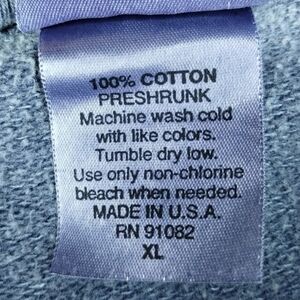 100% COTTON
PRESHRUNK
Machine wash cold
with like colors.
Tumble dry low.
Use only non-chlorine
bleach when needed.
MADE IN U.S.A.
RN 91082
XL